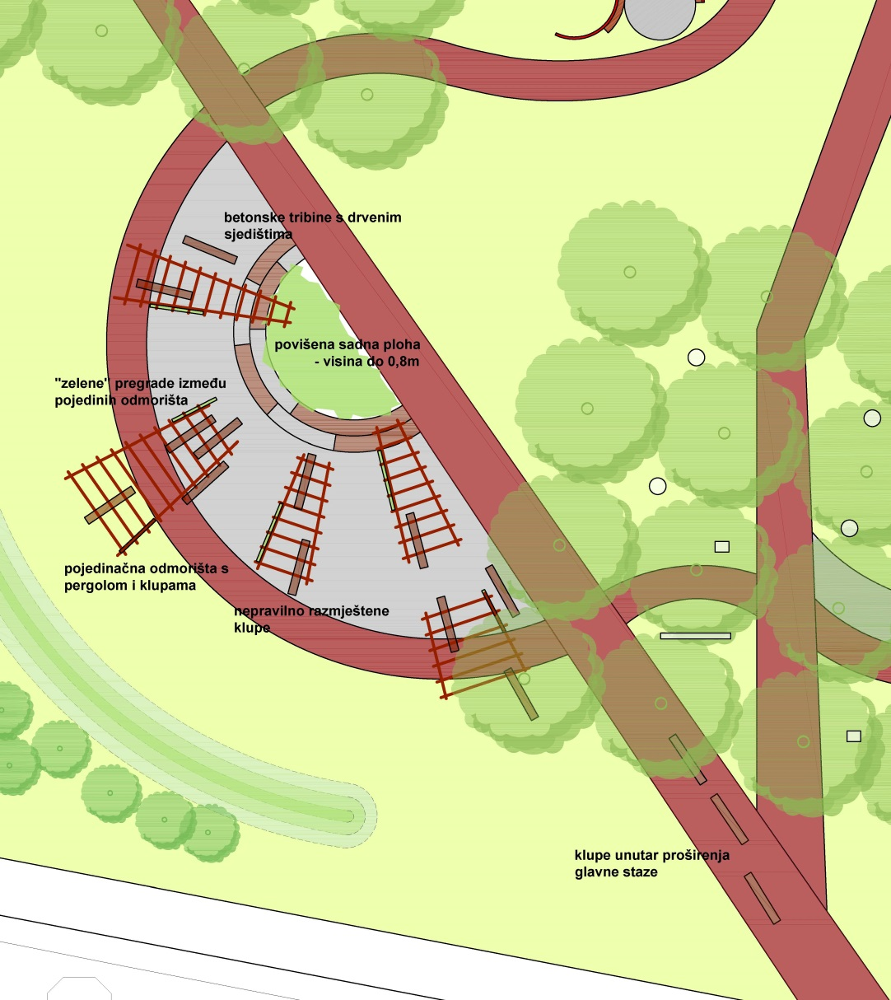 betonske tribine s drvenim
sjedištima
povišena sadna ploha
- visina do 0,8m
"zelene" pregrade između
pojedinih odmorišta
pojedinačna odmorišta s
pergolom i klupama
nepravilno razmještene
klupe
klupe unutar proširenja
glavne staze